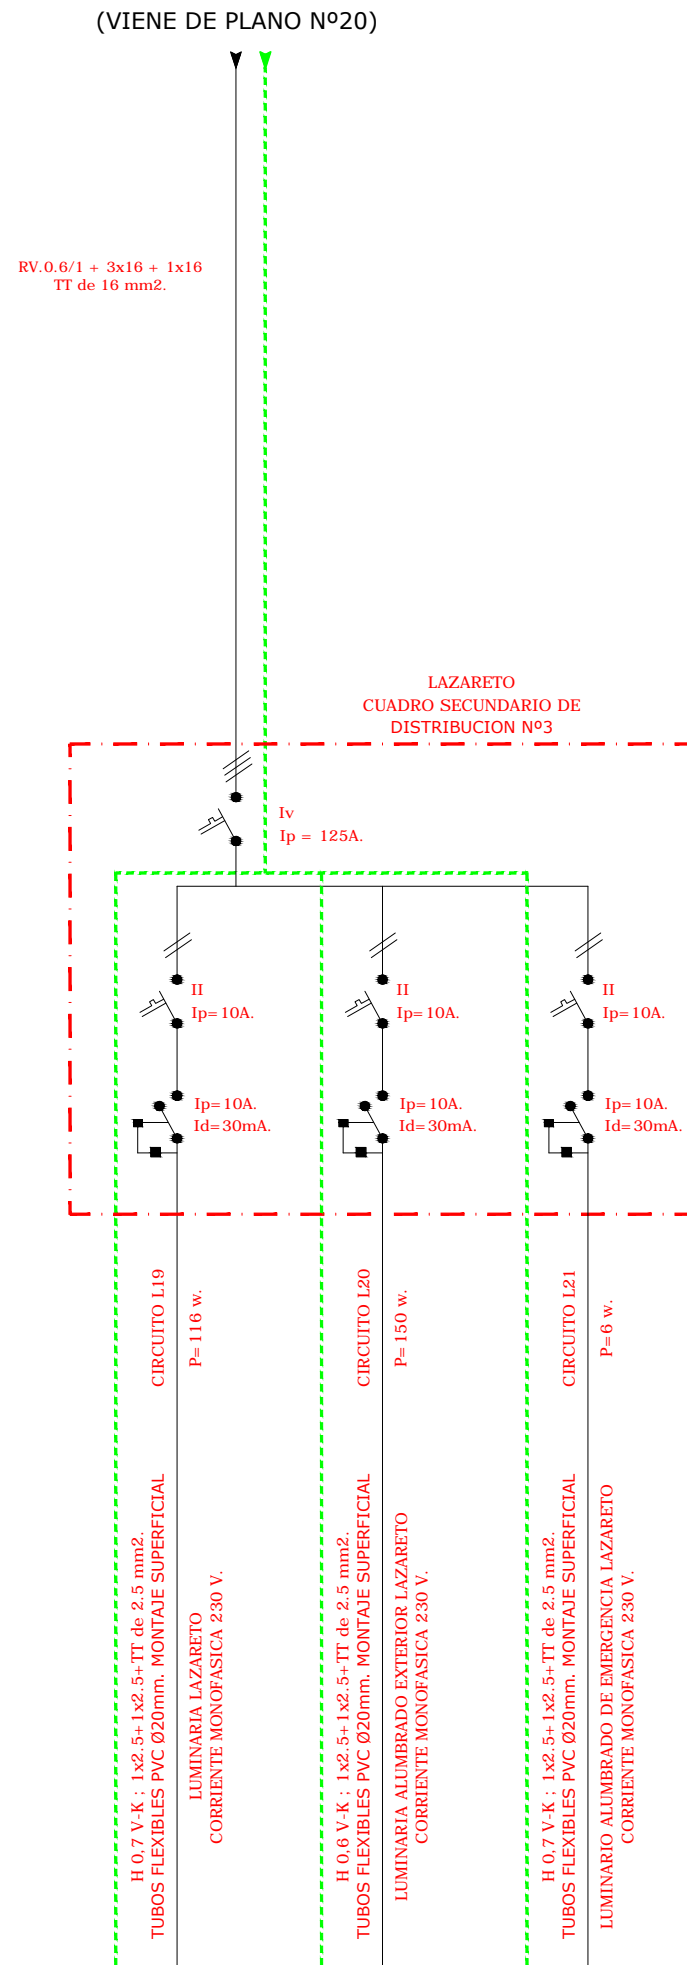 (VIENE DE PLANO Nº20)
RV.0.6/1 + 3x16 + 1x16
TT de 16 mm2.
LAZARETO
CUADRO SECUNDARIO DE
DISTRIBUCION Nº3
Iv
Ip = 125A.
II
Ip=10A.
II
Ip=10A.
II
Ip=10A.
Ip=10A.
Id=30mA.
Ip=10A.
Id=30mA.
Ip=10A.
Id=30mA.
CIRCUITO L19
P=116 w.
CIRCUITO L20
P=150 w.
CIRCUITO L21
P=6 w.
H 0,7 V-K ; 1x2.5+1x2.5+TT de 2.5 mm2.
TUBOS FLEXIBLES PVC Ø20mm. MONTAJE SUPERFICIAL
LUMINARIA LAZARETO
CORRIENTE MONOFASICA 230 V.
H 0,6 V-K ; 1x2.5+1x2.5+TT de 2.5 mm2.
TUBOS FLEXIBLES PVC Ø20mm. MONTAJE SUPERFICIAL
LUMINARIA ALUMBRADO EXTERIOR LAZARETO
CORRIENTE MONOFASICA 230 V.
H 0,7 V-K ; 1x2.5+1x2.5+TT de 2.5 mm2.
TUBOS FLEXIBLES PVC Ø20mm. MONTAJE SUPERFICIAL
LUMINARIO ALUMBRADO DE EMERGENCIA LAZARETO
CORRIENTE MONOFASICA 230 V.